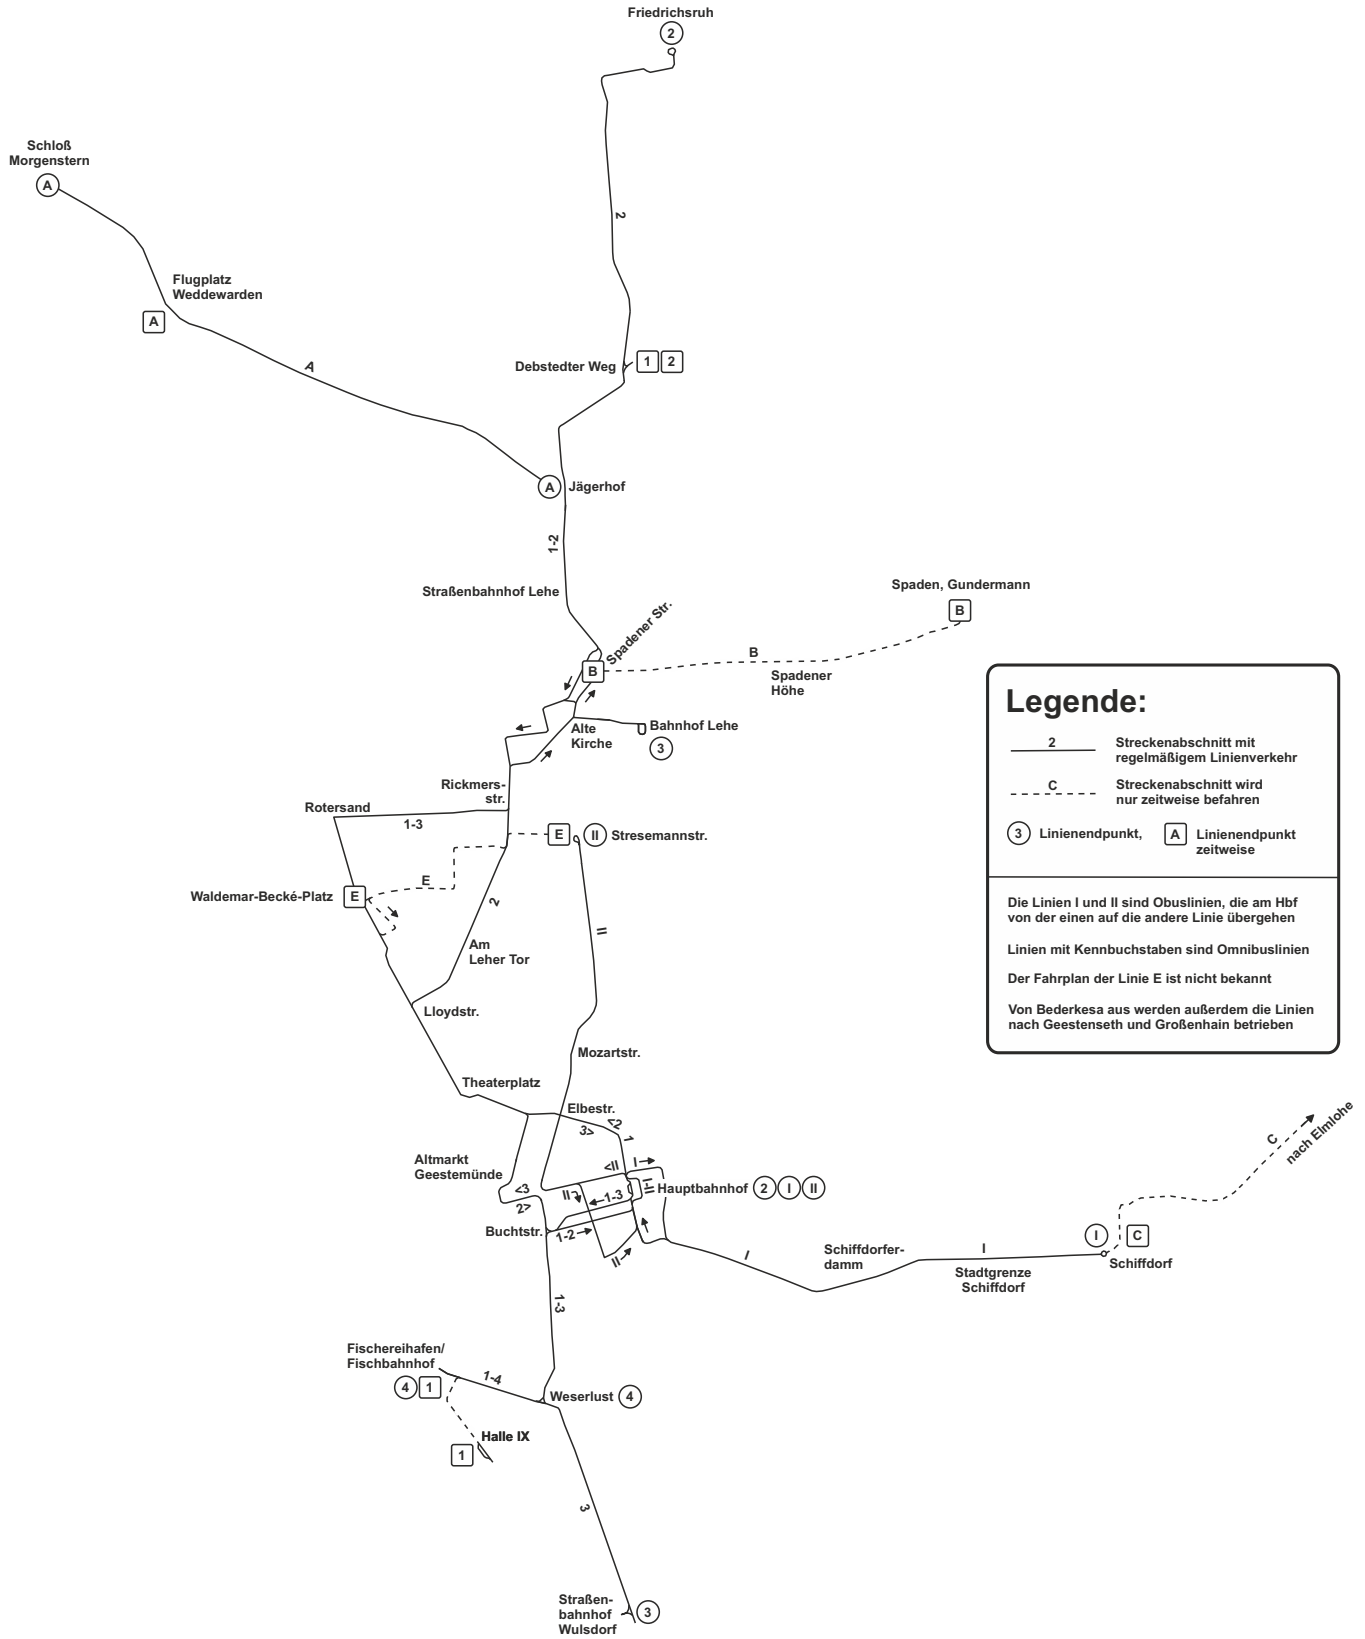 Friedrichsruh
2
Schloß
Morgenstern
A
2
Flugplatz
Weddewarden
A
A
Debstedter Weg
1 2
A Jägerhof
1-2
Straßenbahnhof Lehe
Spadener Str.
B
Spaden, Gundermann
B
B
Spadener
Höhe
Alte
Kirche
Bahnhof Lehe
3
Rickmers-
str.
Rotersand
1-3
E II Stresemannstr.
E
Waldemar-Becké-Platz E
2
II
Am
Leher Tor
Lloydstr.
Mozartstr.
Theaterplatz
Elbestr.
<2
3>
1
Altmarkt
Geestemünde
<II
I
<3
2>
II
1-3
I-II
Hauptbahnhof 2 I II
Buchtstr.
1-2
II
I
Schiffdorfer-
damm
I
Stadtgrenze
Schiffdorf
I C
Schiffdorf
C
nach Elmlohe
1-3
Fischereihafen/
Fischbahnhof
4 1
1-4
Weserlust 4
Halle IX
1
3
Straßen-
bahnhof
Wulsdorf
3
Legende:
2
Streckenabschnitt mit
regelmäßigem Linienverkehr
C
Streckenabschnitt wird
nur zeitweise befahren
3 Linienendpunkt,
A Linienendpunkt
zeitweise
Die Linien I und II sind Obuslinien, die am Hbf
von der einen auf die andere Linie übergehen
Linien mit Kennbuchstaben sind Omnibuslinien
Der Fahrplan der Linie E ist nicht bekannt
Von Bederkesa aus werden außerdem die Linien
nach Geestenseth und Großenhain betrieben